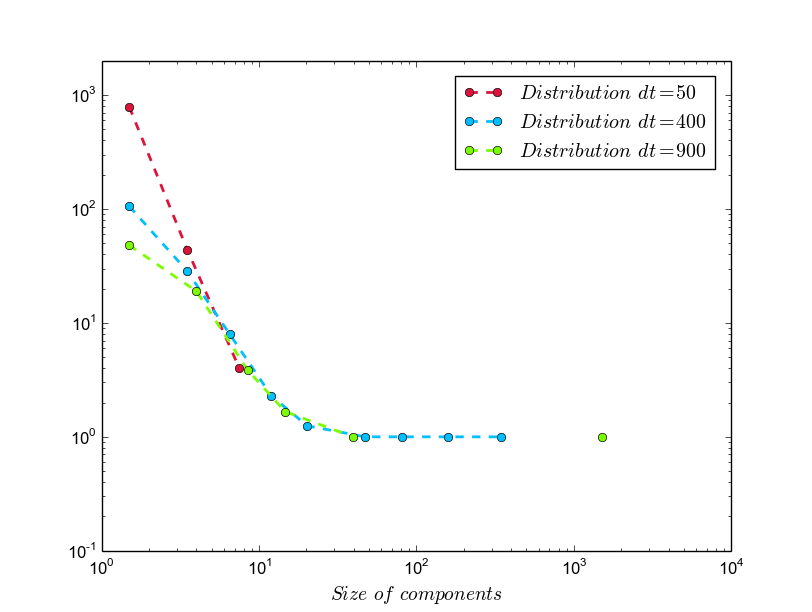 10³
10²
10¹
10⁰
10⁻¹
Distribution dt=50
Distribution dt=400
Distribution dt=900
10⁰ 10¹ 10² 10³ 10⁴
Size of components